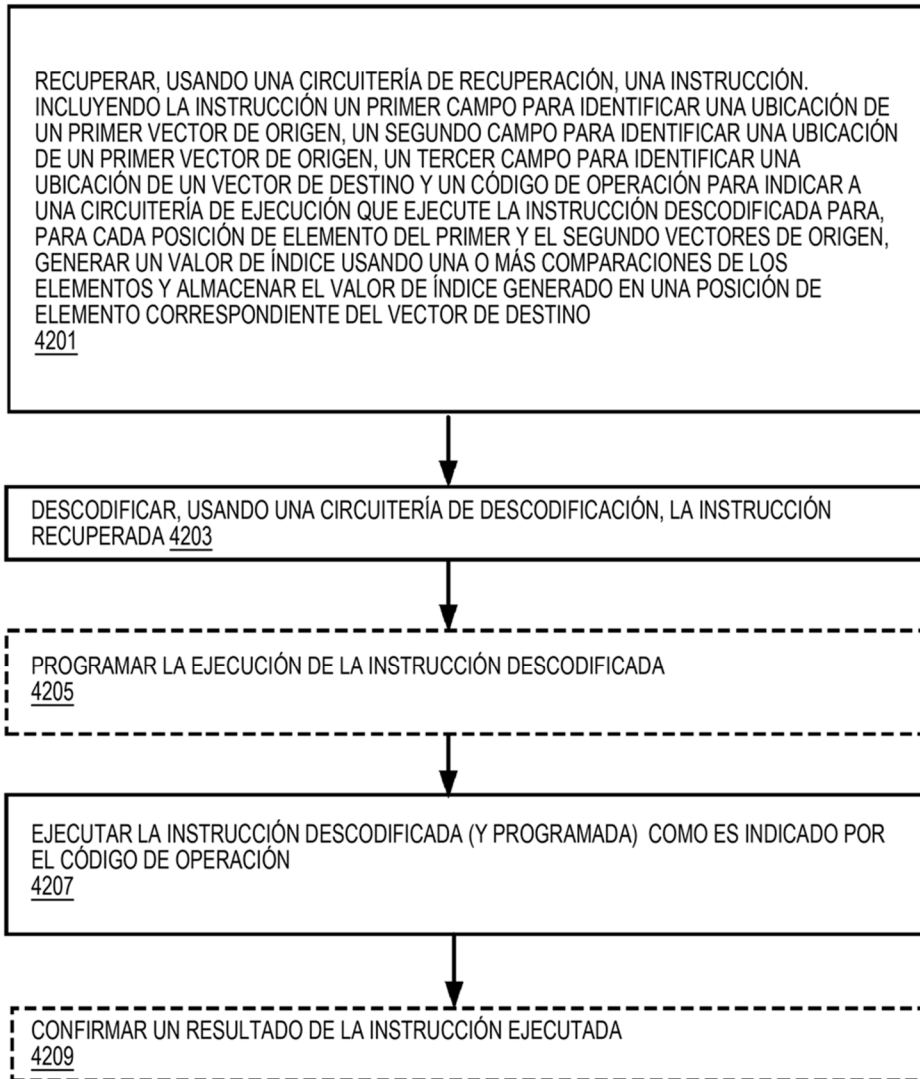 RECUPERAR, USANDO UNA CIRCUITERÍA DE RECUPERACIÓN, UNA INSTRUCCIÓN.
INCLUYENDO LA INSTRUCCIÓN UN PRIMER CAMPO PARA IDENTIFICAR UNA UBICACIÓN DE
UN PRIMER VECTOR DE ORIGEN, UN SEGUNDO CAMPO PARA IDENTIFICAR UNA UBICACIÓN
DE UN PRIMER VECTOR DE ORIGEN, UN TERCER CAMPO PARA IDENTIFICAR UNA
UBICACIÓN DE UN VECTOR DE DESTINO Y UN CÓDIGO DE OPERACIÓN PARA INDICAR A
UNA CIRCUITERÍA DE EJECUCIÓN QUE EJECUTE LA INSTRUCCIÓN DESCODIFICADA PARA,
PARA CADA POSICIÓN DE ELEMENTO DEL PRIMER Y EL SEGUNDO VECTORES DE ORIGEN,
GENERAR UN VALOR DE ÍNDICE USANDO UNA O MÁS COMPARACIONES DE LOS
ELEMENTOS Y ALMACENAR EL VALOR DE ÍNDICE GENERADO EN UNA POSICIÓN DE
ELEMENTO CORRESPONDIENTE DEL VECTOR DE DESTINO
4201
DESCODIFICAR, USANDO UNA CIRCUITERÍA DE DESCODIFICACIÓN, LA INSTRUCCIÓN
RECUPERADA 4203
PROGRAMAR LA EJECUCIÓN DE LA INSTRUCCIÓN DESCODIFICADA
4205
EJECUTAR LA INSTRUCCIÓN DESCODIFICADA (Y PROGRAMADA) COMO ES INDICADO POR
EL CÓDIGO DE OPERACIÓN
4207
CONFIRMAR UN RESULTADO DE LA INSTRUCCIÓN EJECUTADA
4209